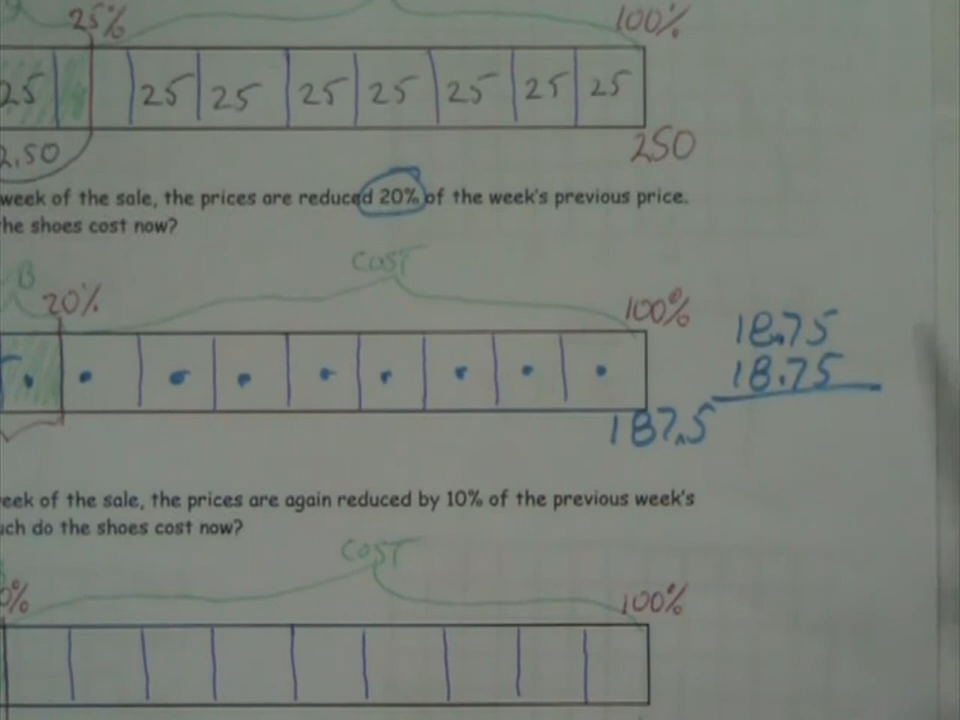 25% 100%
25 25 25 25 25 25 25 25
2.50 250
week of the sale, the prices are reduced 20% of the week's previous price.
the shoes cost now?
B COST
20% 100%
18.75
18.75
187.5
eek of the sale, the prices are again reduced by 10% of the previous week's
uch do the shoes cost now?
COST
0% 100%